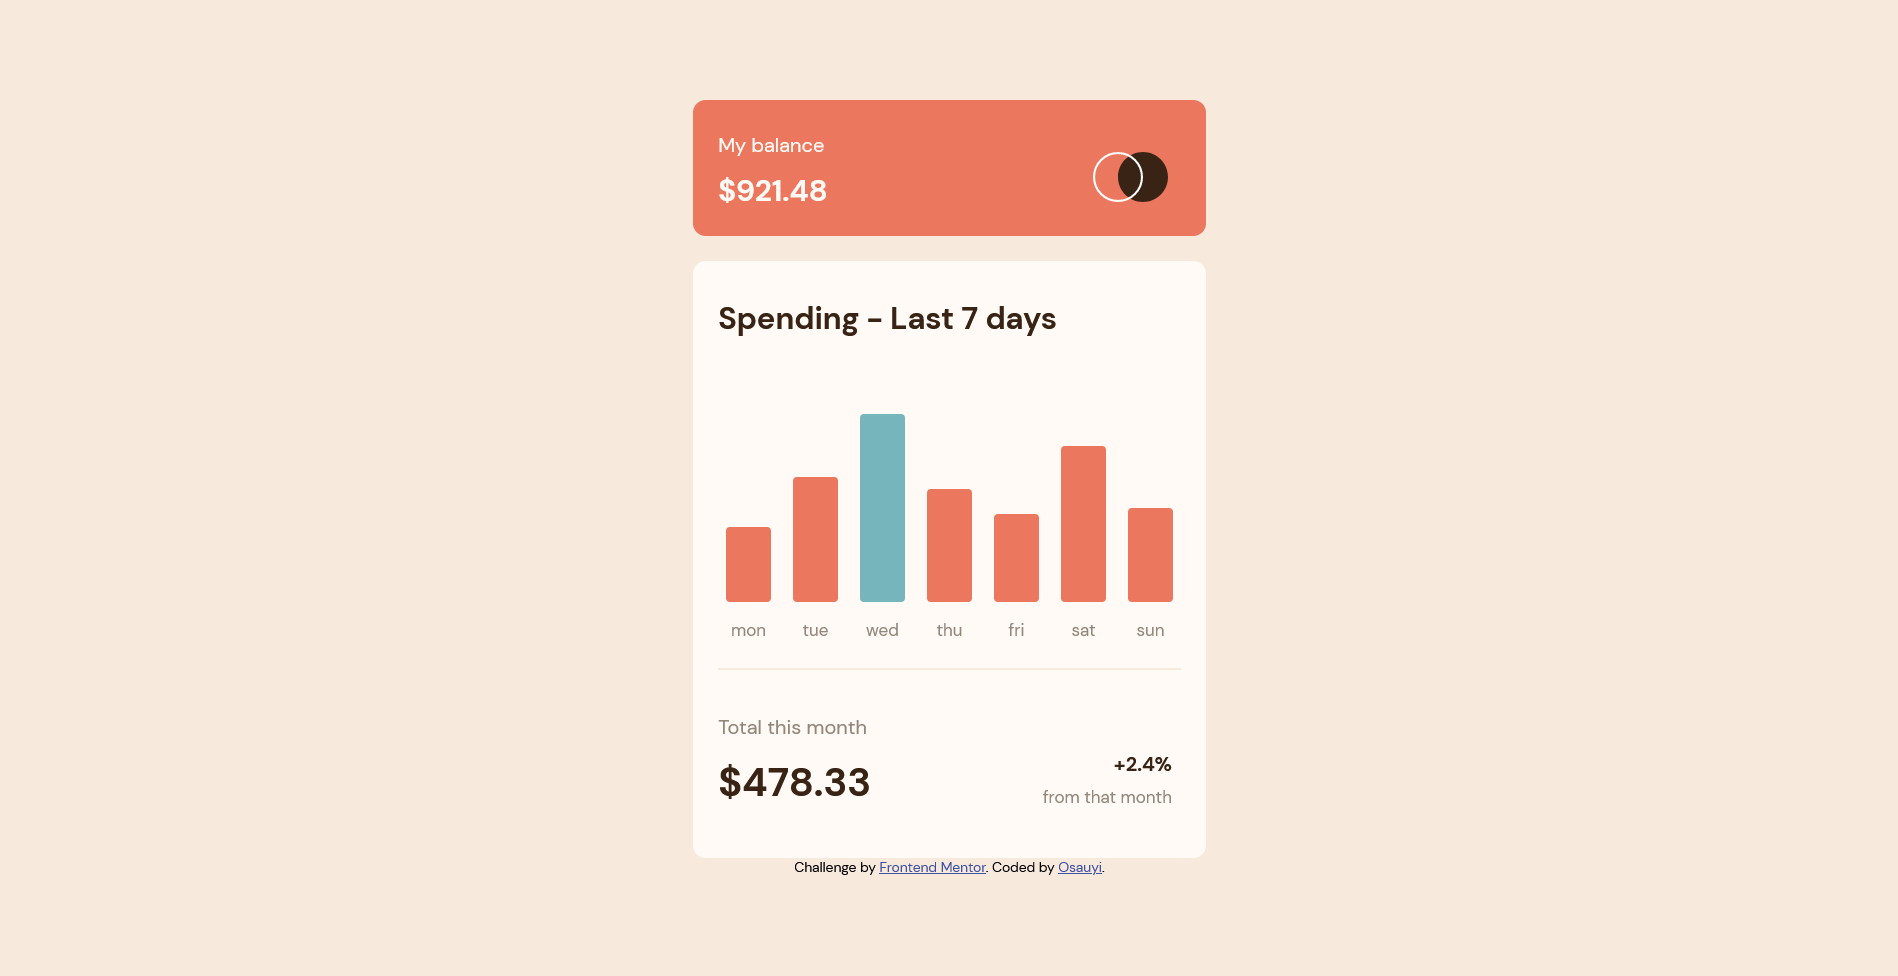 My balance
$921.48
Spending - Last 7 days
mon tue wed thu fri sat sun
Total this month
$478.33
+2.4%
from that month
Challenge by Frontend Mentor. Coded by Osauyi.